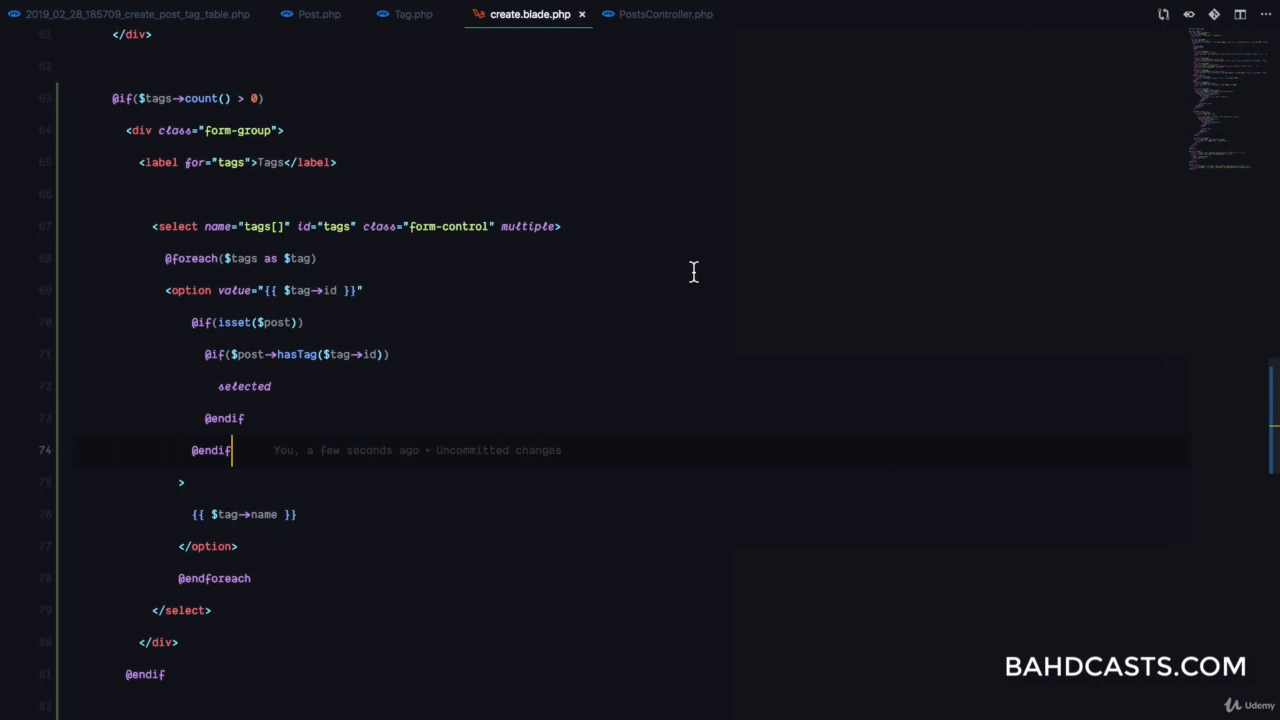 2019_02_28_185709_create_post_tag_table.php Post.php Tag.php create.blade.php × PostsController.php
61 </div>
62
63 @if($tags->count() > 0)
64 <div class="form-group">
65 <label for="tags">Tags</label>
66
67 <select name="tags[]" id="tags" class="form-control" multiple>
68 @foreach($tags as $tag)
69 <option value="{{ $tag->id }}"
70 @if(isset($post))
71 @if($post->hasTag($tag->id))
72 selected
73 @endif
74 @endif You, a few seconds ago • Uncommitted changes
75 >
76 {{ $tag->name }}
77 </option>
78 @endforeach
79 </select>
80 </div>
81 @endif
82
BAHDCASTS.COM
Udemy